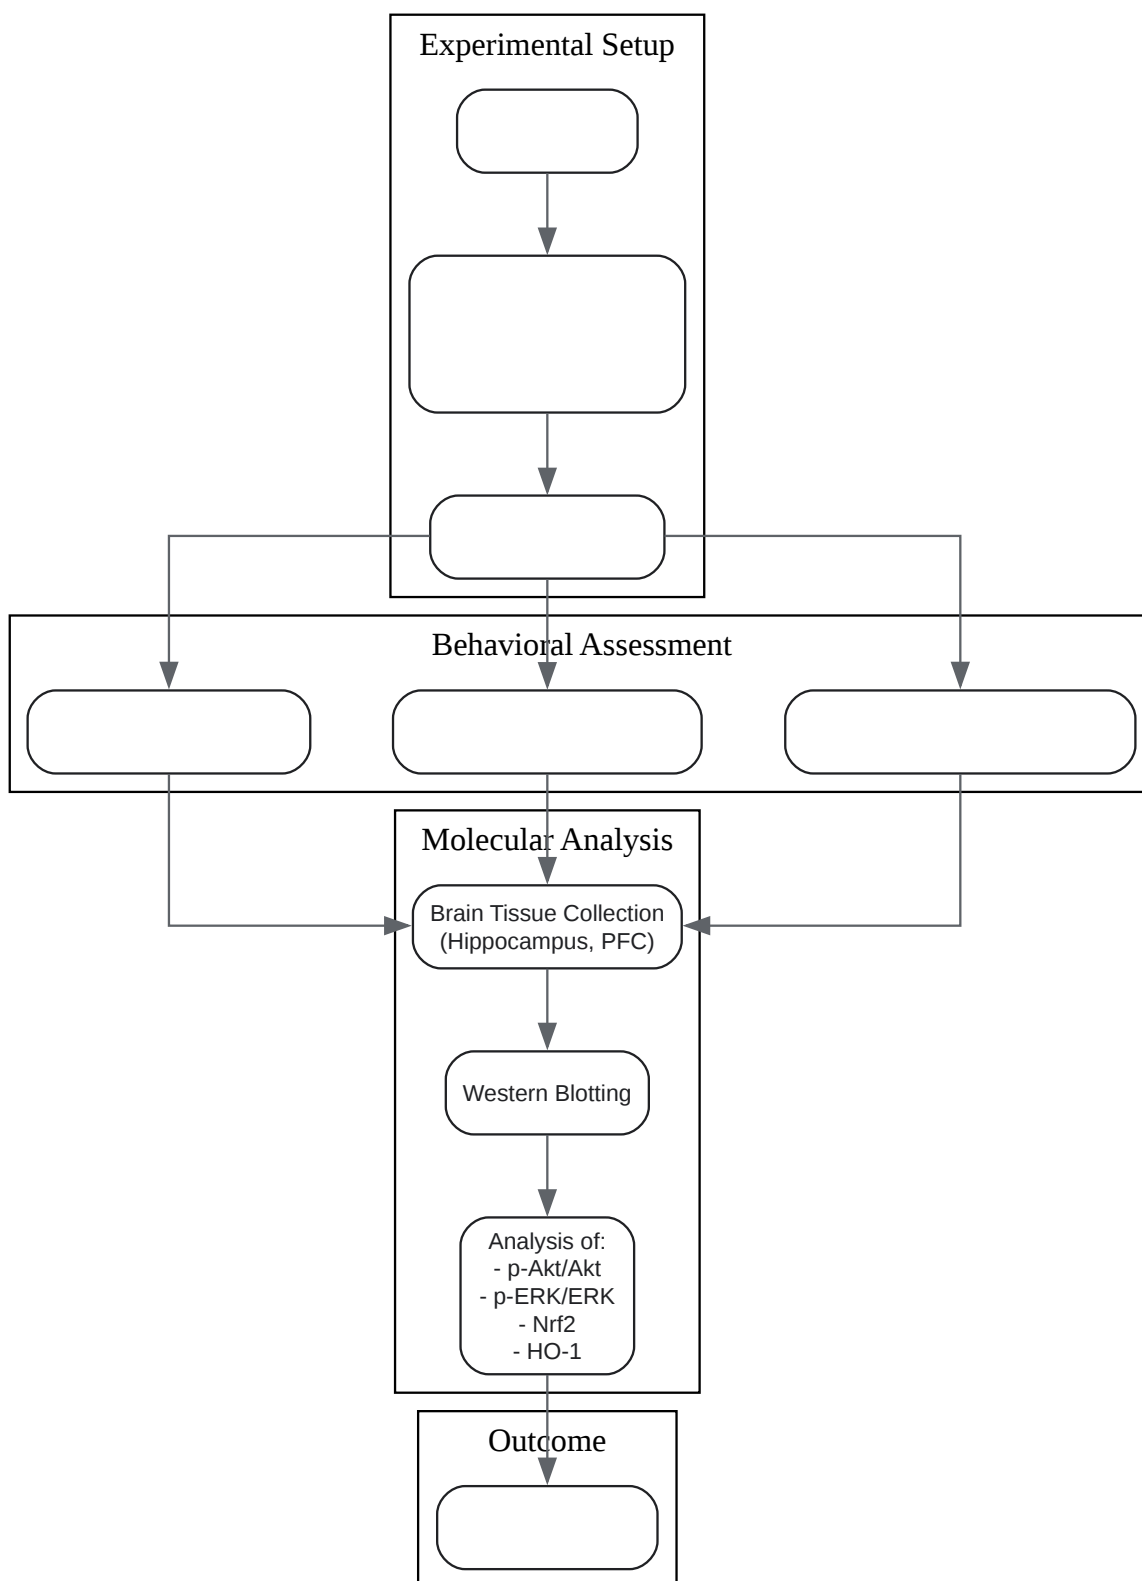 Experimental Setup
Behavioral Assessment
Molecular Analysis
Brain Tissue Collection
(Hippocampus, PFC)
Western Blotting
Analysis of:
- p-Akt/Akt
- p-ERK/ERK
- Nrf2
- HO-1
Outcome